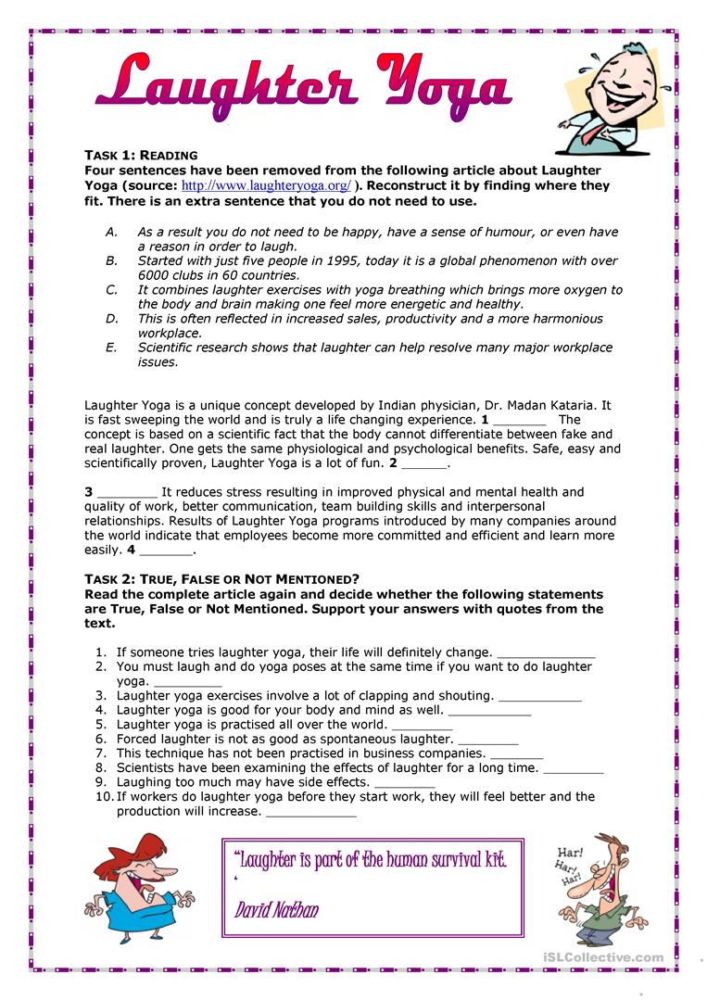 Laughter Yoga
TASK 1: READING
Four sentences have been removed from the following article about Laughter
Yoga (source: http://www.laughteryoga.org/ ). Reconstruct it by finding where they
fit. There is an extra sentence that you do not need to use.
A. As a result you do not need to be happy, have a sense of humour, or even have
a reason in order to laugh.
B. Started with just five people in 1995, today it is a global phenomenon with over
6000 clubs in 60 countries.
C. It combines laughter exercises with yoga breathing which brings more oxygen to
the body and brain making one feel more energetic and healthy.
D. This is often reflected in increased sales, productivity and a more harmonious
workplace.
E. Scientific research shows that laughter can help resolve many major workplace
issues.
Laughter Yoga is a unique concept developed by Indian physician, Dr. Madan Kataria. It
is fast sweeping the world and is truly a life changing experience. 1 _______ The
concept is based on a scientific fact that the body cannot differentiate between fake and
real laughter. One gets the same physiological and psychological benefits. Safe, easy and
scientifically proven, Laughter Yoga is a lot of fun. 2 ______.
3 ________ It reduces stress resulting in improved physical and mental health and
quality of work, better communication, team building skills and interpersonal
relationships. Results of Laughter Yoga programs introduced by many companies around
the world indicate that employees become more committed and efficient and learn more
easily. 4 _______.
TASK 2: TRUE, FALSE OR NOT MENTIONED?
Read the complete article again and decide whether the following statements
are True, False or Not Mentioned. Support your answers with quotes from the
text.
1. If someone tries laughter yoga, their life will definitely change. _____________
2. You must laugh and do yoga poses at the same time if you want to do laughter
yoga. _________
3. Laughter yoga exercises involve a lot of clapping and shouting. ___________
4. Laughter yoga is good for your body and mind as well. ___________
5. Laughter yoga is practised all over the world. ________
6. Forced laughter is not as good as spontaneous laughter. ________
7. This technique has not been practised in business companies. _______
8. Scientists have been examining the effects of laughter for a long time. ________
9. Laughing too much may have side effects. ________
10. If workers do laughter yoga before they start work, they will feel better and the
production will increase. ____________
"Laughter is part of the human survival kit.
"
David Nathan
Har!
Har!
Har!
iSLCollective.com